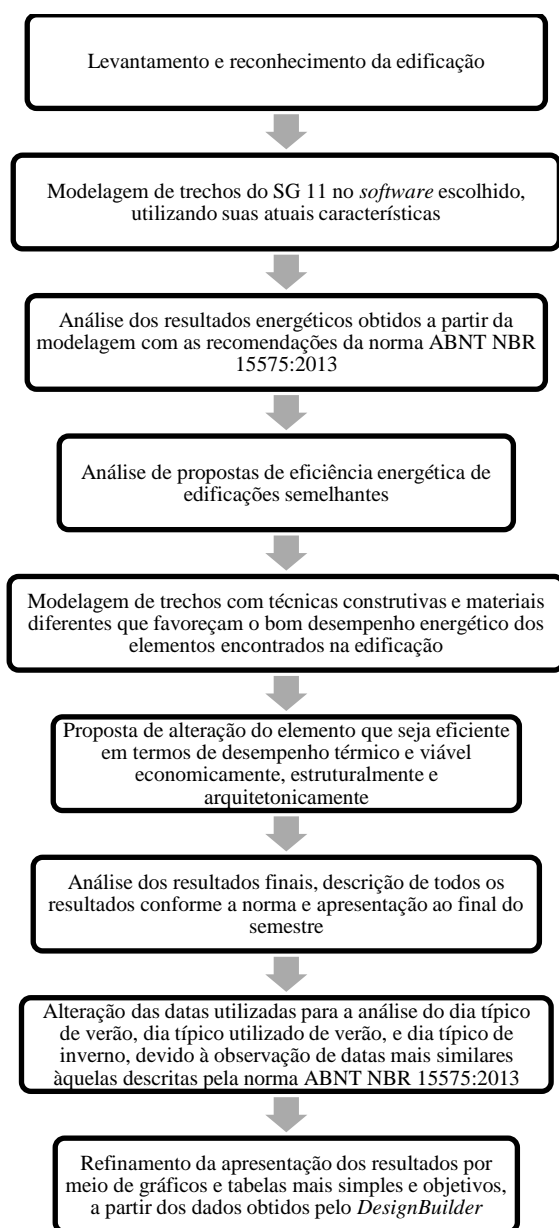 Levantamento e reconhecimento da edificação
Modelagem de trechos do SG 11 no software escolhido,
utilizando suas atuais características
Análise dos resultados energéticos obtidos a partir da
modelagem com as recomendações da norma ABNT NBR
15575:2013
Análise de propostas de eficiência energética de
edificações semelhantes
Modelagem de trechos com técnicas construtivas e materiais
diferentes que favoreçam o bom desempenho energético dos
elementos encontrados na edificação
Proposta de alteração do elemento que seja eficiente
em termos de desempenho térmico e viável
economicamente, estruturalmente e
arquitetonicamente
Análise dos resultados finais, descrição de todos os
resultados conforme a norma e apresentação ao final do
semestre
Alteração das datas utilizadas para a análise do dia típico
de verão, dia típico utilizado de verão, e dia típico de
inverno, devido à observação de datas mais similares
àquelas descritas pela norma ABNT NBR 15575:2013
Refinamento da apresentação dos resultados por
meio de gráficos e tabelas mais simples e objetivos,
a partir dos dados obtidos pelo DesignBuilder